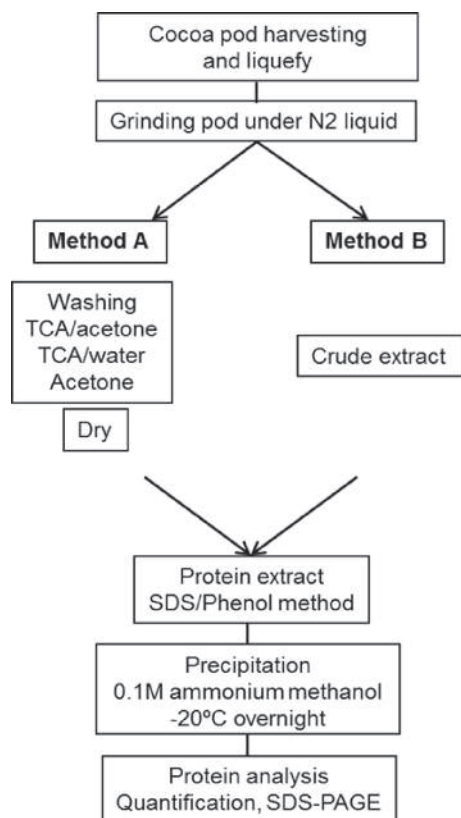 Cocoa pod harvesting
and liquefy
Grinding pod under N2 liquid
Method A
Method B
Washing
TCA/acetone
TCA/water
Acetone
Crude extract
Dry
Protein extract
SDS/Phenol method
Precipitation
0.1M ammonium methanol
-20ºC overnight
Protein analysis
Quantification, SDS-PAGE